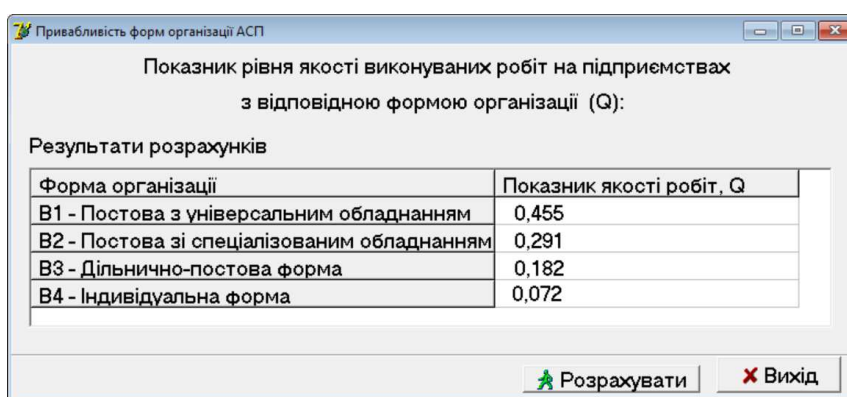 Привабливість форм організації АСП
Показник рівня якості виконуваних робіт на підприємствах
з відповідною формою організації (Q):
Результати розрахунків
Форма організації Показник якості робіт, Q
В1 - Постова з універсальним обладнанням 0,455
В2 - Постова зі спеціалізованим обладнанням 0,291
В3 - Дільнично-постова форма 0,182
В4 - Індивідуальна форма 0,072
Розрахувати Вихід